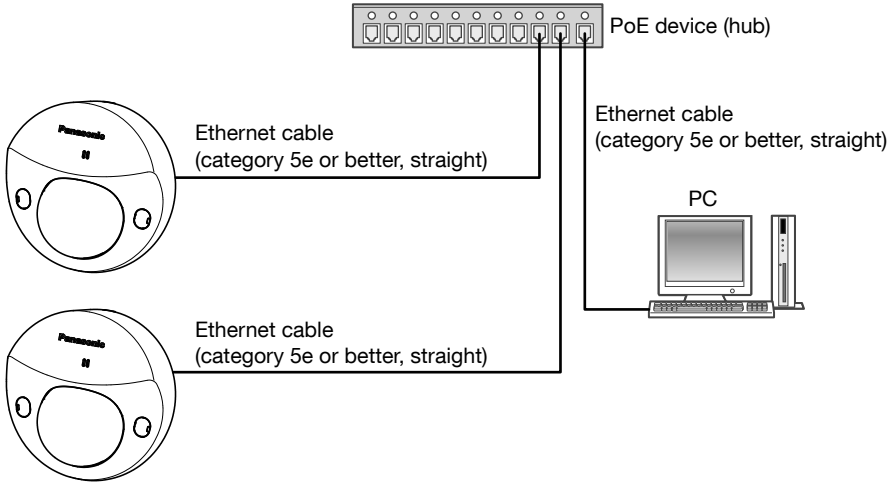 PoE device (hub)
Ethernet cable
(category 5e or better, straight)
Panasonic
Ethernet cable
(category 5e or better, straight)
PC
Panasonic
Ethernet cable
(category 5e or better, straight)